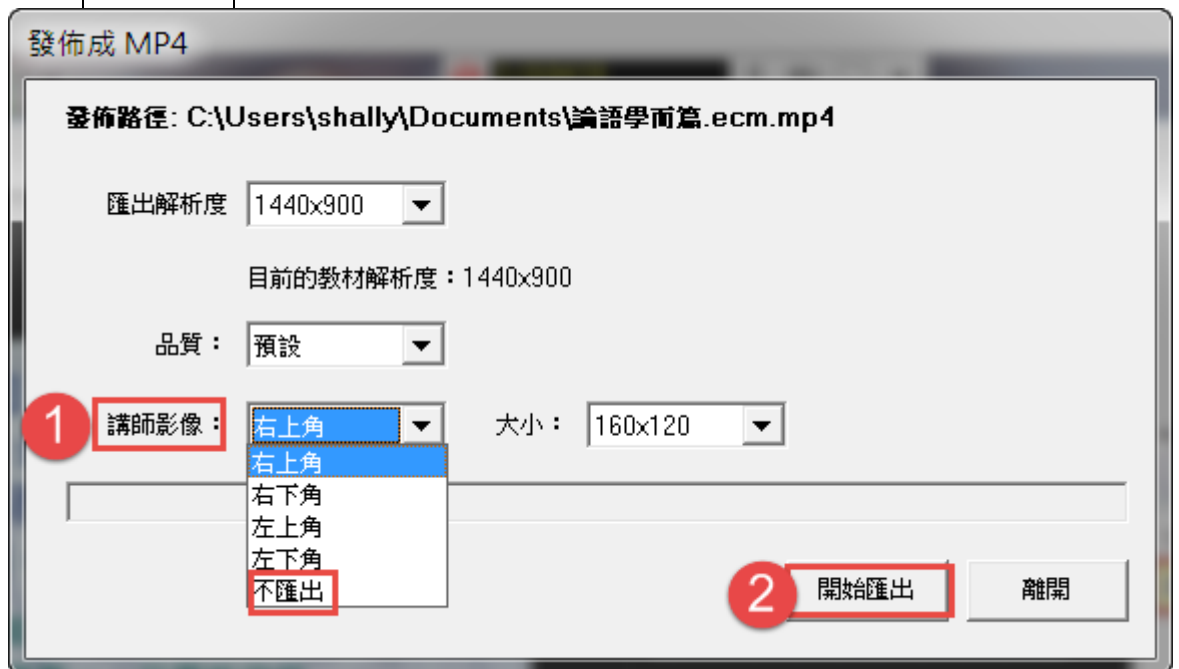 發佈成 MP4
發佈路徑: C:\Users\shally\Documents\論語學而篇.ecm.mp4
匯出解析度 1440x900
目前的教材解析度：1440x900
品質： 預設
1 講師影像： 右上角 大小： 160x120
右上角
右下角
左上角
左下角
不匯出
2 開始匯出 離開